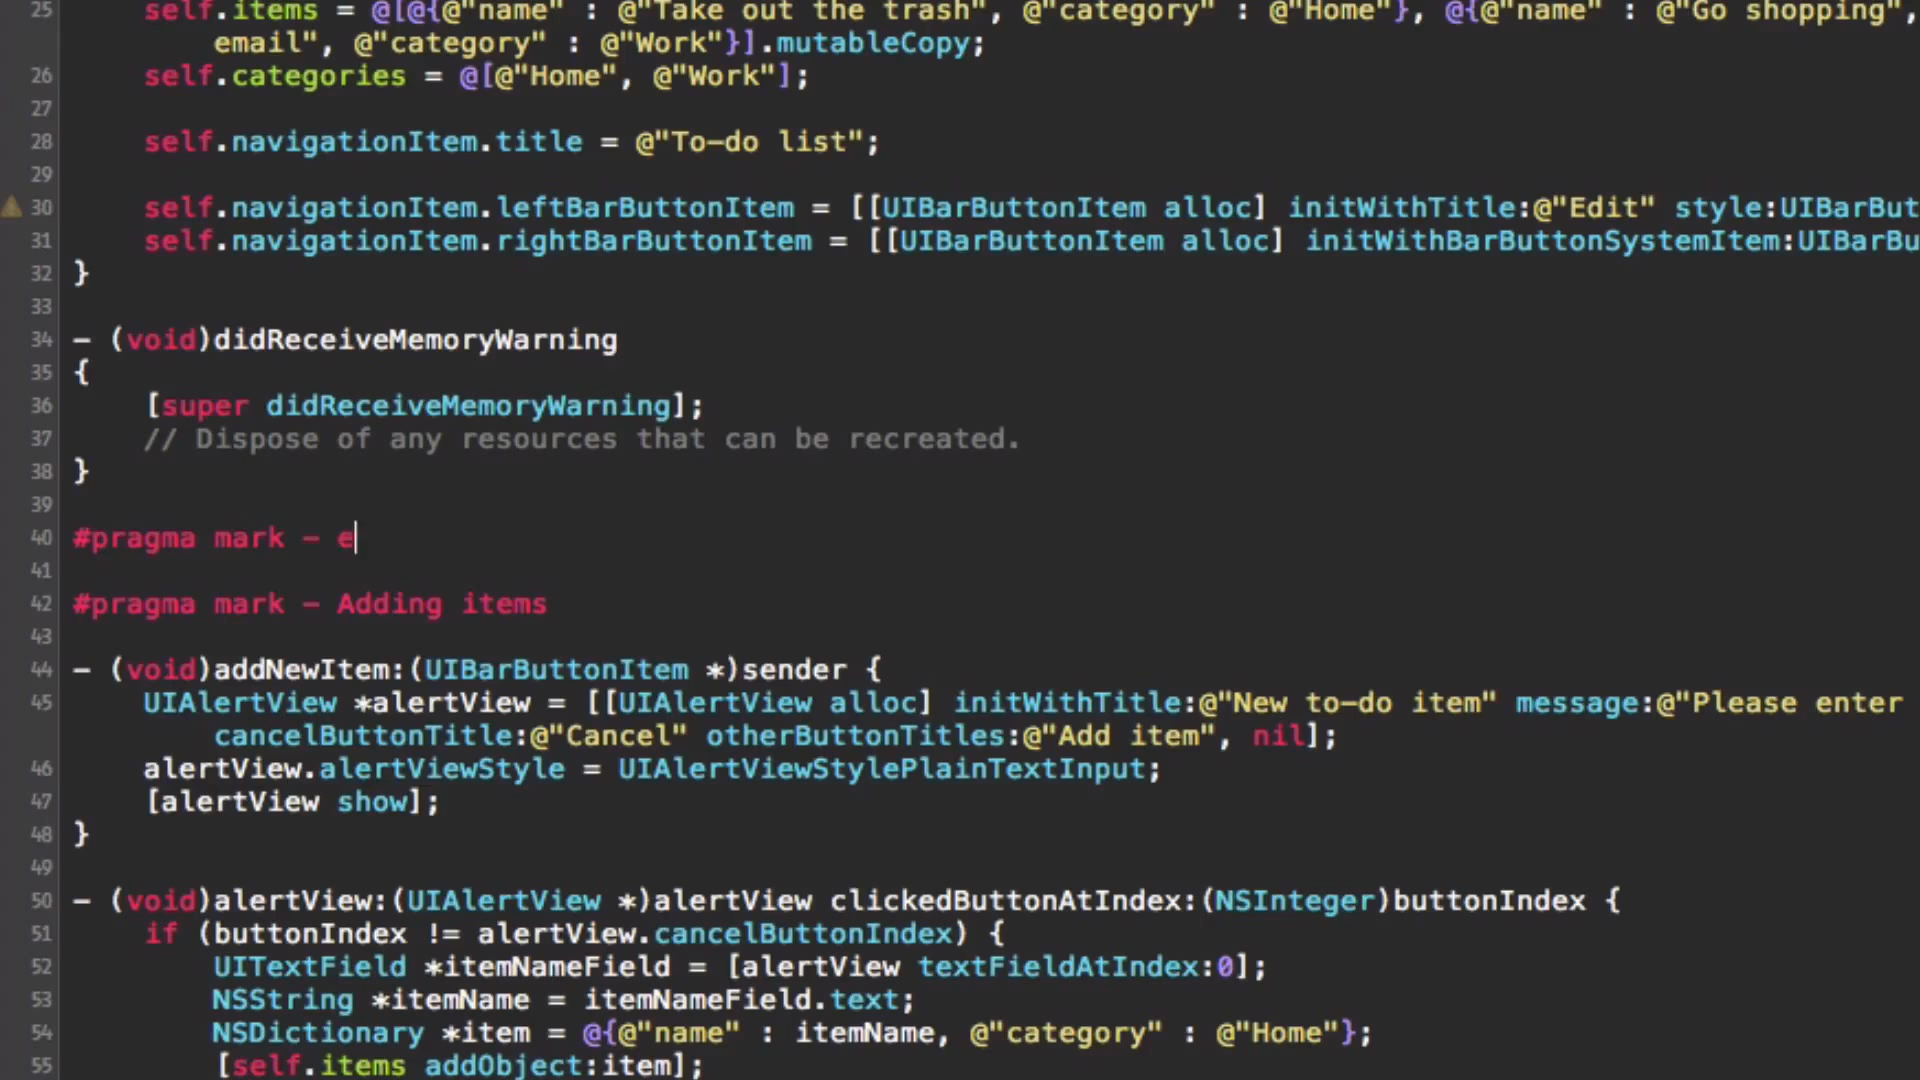 25 self.items = @[@{@"name" : @"Take out the trash", @"category" : @"Home"}, @{@"name" : @"Go shopping",
email", @"category" : @"Work"}].mutableCopy;
26 self.categories = @[@"Home", @"Work"];
27
28 self.navigationItem.title = @"To-do list";
29
30 self.navigationItem.leftBarButtonItem = [[UIBarButtonItem alloc] initWithTitle:@"Edit" style:UIBarBut
31 self.navigationItem.rightBarButtonItem = [[UIBarButtonItem alloc] initWithBarButtonSystemItem:UIBarBu
32 }
33
34 - (void)didReceiveMemoryWarning
35 {
36 [super didReceiveMemoryWarning];
37 // Dispose of any resources that can be recreated.
38 }
39
40 #pragma mark - e
41
42 #pragma mark - Adding items
43
44 - (void)addNewItem:(UIBarButtonItem *)sender {
45 UIAlertView *alertView = [[UIAlertView alloc] initWithTitle:@"New to-do item" message:@"Please enter
cancelButtonTitle:@"Cancel" otherButtonTitles:@"Add item", nil];
46 alertView.alertViewStyle = UIAlertViewStylePlainTextInput;
47 [alertView show];
48 }
49
50 - (void)alertView:(UIAlertView *)alertView clickedButtonAtIndex:(NSInteger)buttonIndex {
51 if (buttonIndex != alertView.cancelButtonIndex) {
52 UITextField *itemNameField = [alertView textFieldAtIndex:0];
53 NSString *itemName = itemNameField.text;
54 NSDictionary *item = @{@"name" : itemName, @"category" : @"Home"};
55 [self.items addObject:item];